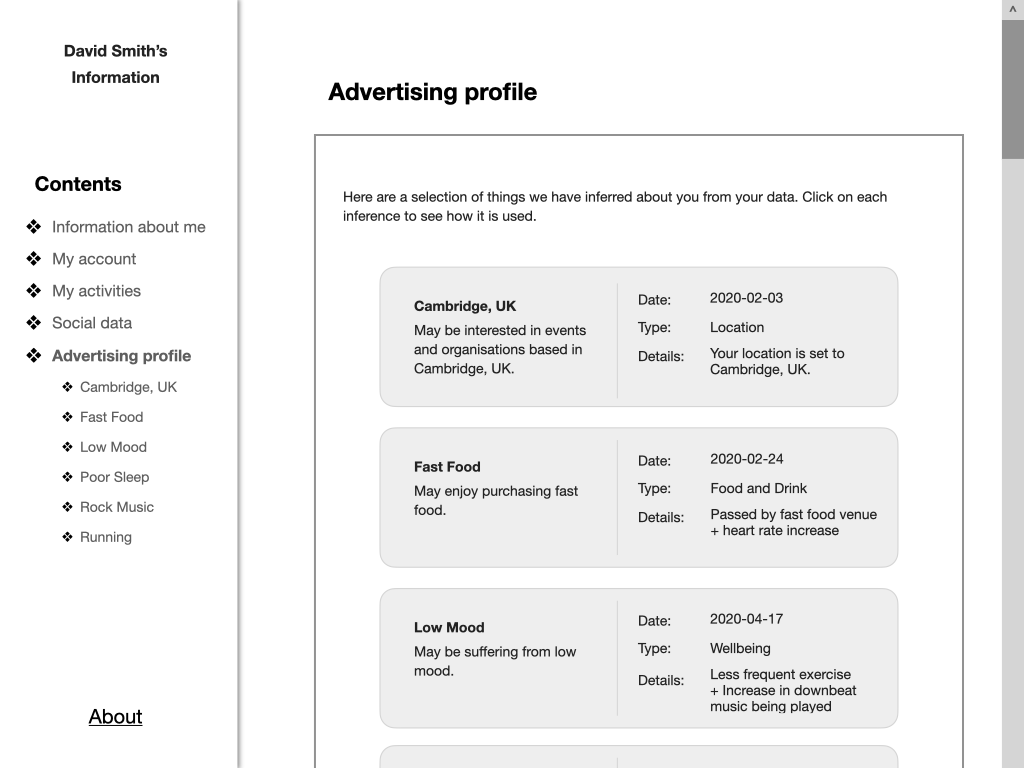 David Smith’s
Information
Contents
Information about me
My account
My activities
Social data
Advertising profile
Cambridge, UK
Fast Food
Low Mood
Poor Sleep
Rock Music
Running
About
Advertising profile
Here are a selection of things we have inferred about you from your data. Click on each
inference to see how it is used.
Cambridge, UK
May be interested in events
and organisations based in
Cambridge, UK.
Date: 2020-02-03
Type: Location
Details: Your location is set to
Cambridge, UK.
Fast Food
May enjoy purchasing fast
food.
Date: 2020-02-24
Type: Food and Drink
Details: Passed by fast food venue
+ heart rate increase
Low Mood
May be suffering from low
mood.
Date: 2020-04-17
Type: Wellbeing
Details: Less frequent exercise
+ Increase in downbeat
music being played